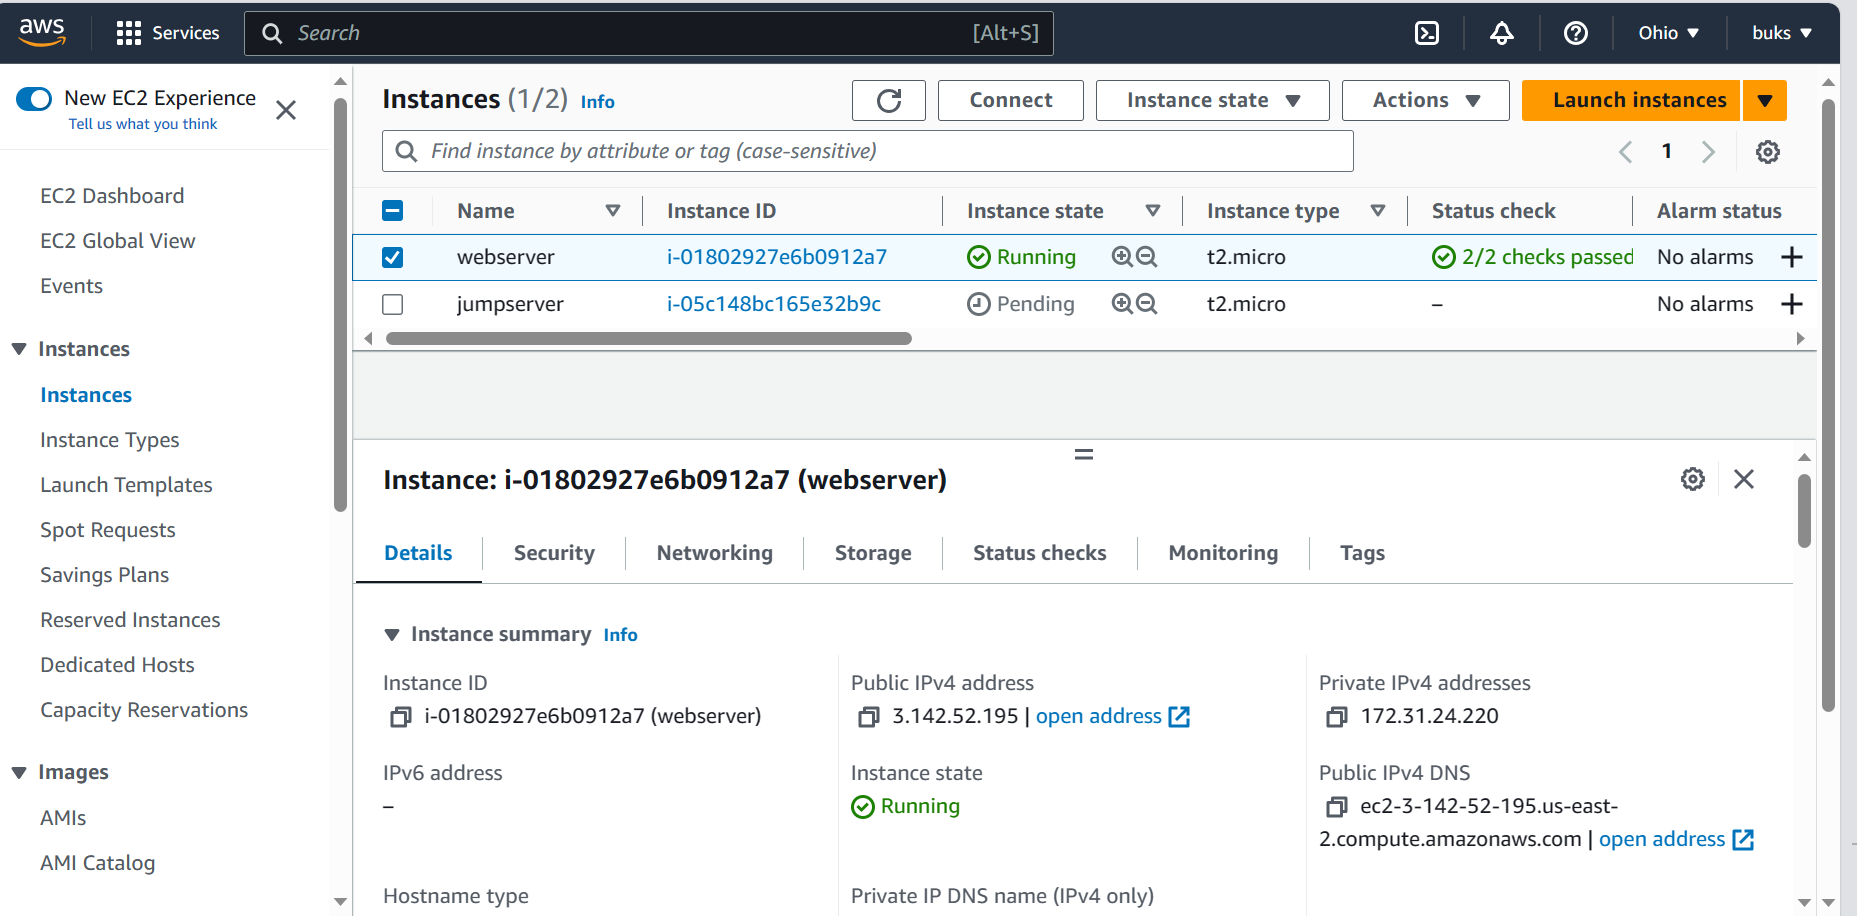 aws Services Search [Alt+S] Ohio buks
New EC2 Experience
Tell us what you think
EC2 Dashboard
EC2 Global View
Events
Instances
Instances
Instance Types
Launch Templates
Spot Requests
Savings Plans
Reserved Instances
Dedicated Hosts
Capacity Reservations
Images
AMIs
AMI Catalog
Instances (1/2) Info Connect Instance state Actions Launch instances
Find instance by attribute or tag (case-sensitive) 1
Name Instance ID Instance state Instance type Status check Alarm status
webserver i-01802927e6b0912a7 Running t2.micro 2/2 checks passed No alarms +
jumpserver i-05c148bc165e32b9c Pending t2.micro – No alarms +
Instance: i-01802927e6b0912a7 (webserver)
Details Security Networking Storage Status checks Monitoring Tags
Instance summary Info
Instance ID Public IPv4 address Private IPv4 addresses
i-01802927e6b0912a7 (webserver) 3.142.52.195 | open address 172.31.24.220
IPv6 address Instance state Public IPv4 DNS
– Running ec2-3-142-52-195.us-east-
2.compute.amazonaws.com | open address
Hostname type Private IP DNS name (IPv4 only)